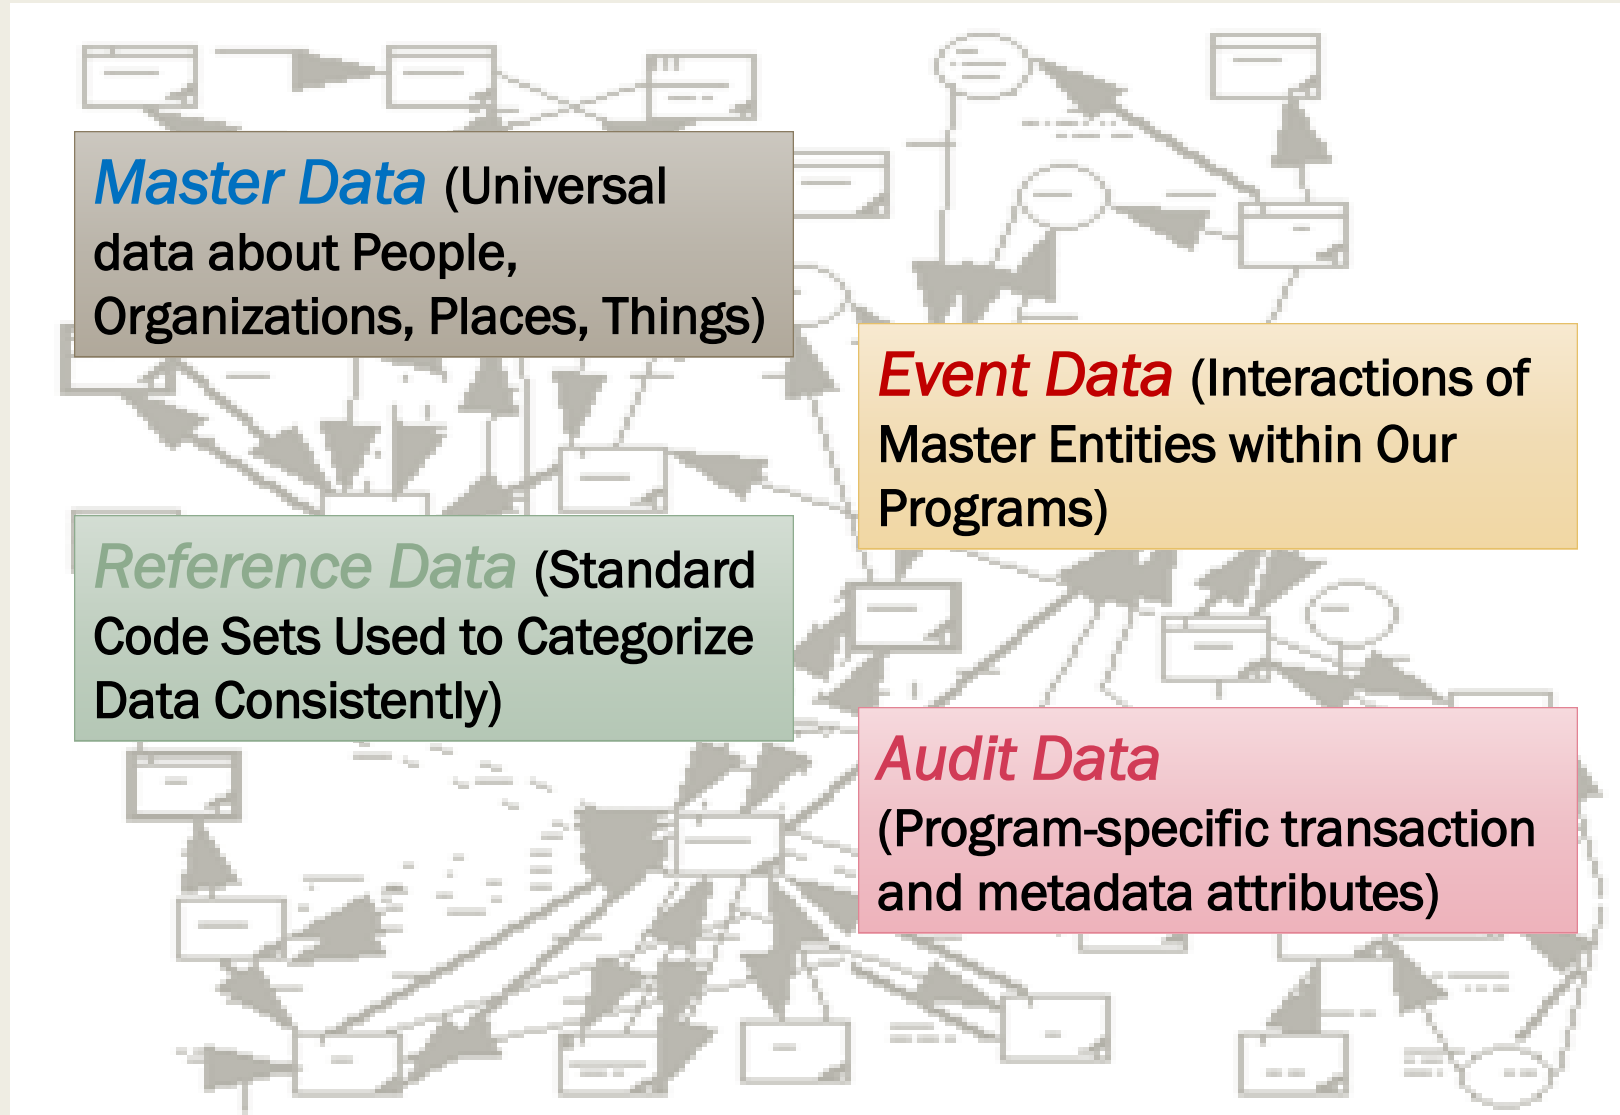 Master Data (Universal
data about People,
Organizations, Places, Things)
Event Data (Interactions of
Master Entities within Our
Programs)
Reference Data (Standard
Code Sets Used to Categorize
Data Consistently)
Audit Data
(Program-specific transaction
and metadata attributes)